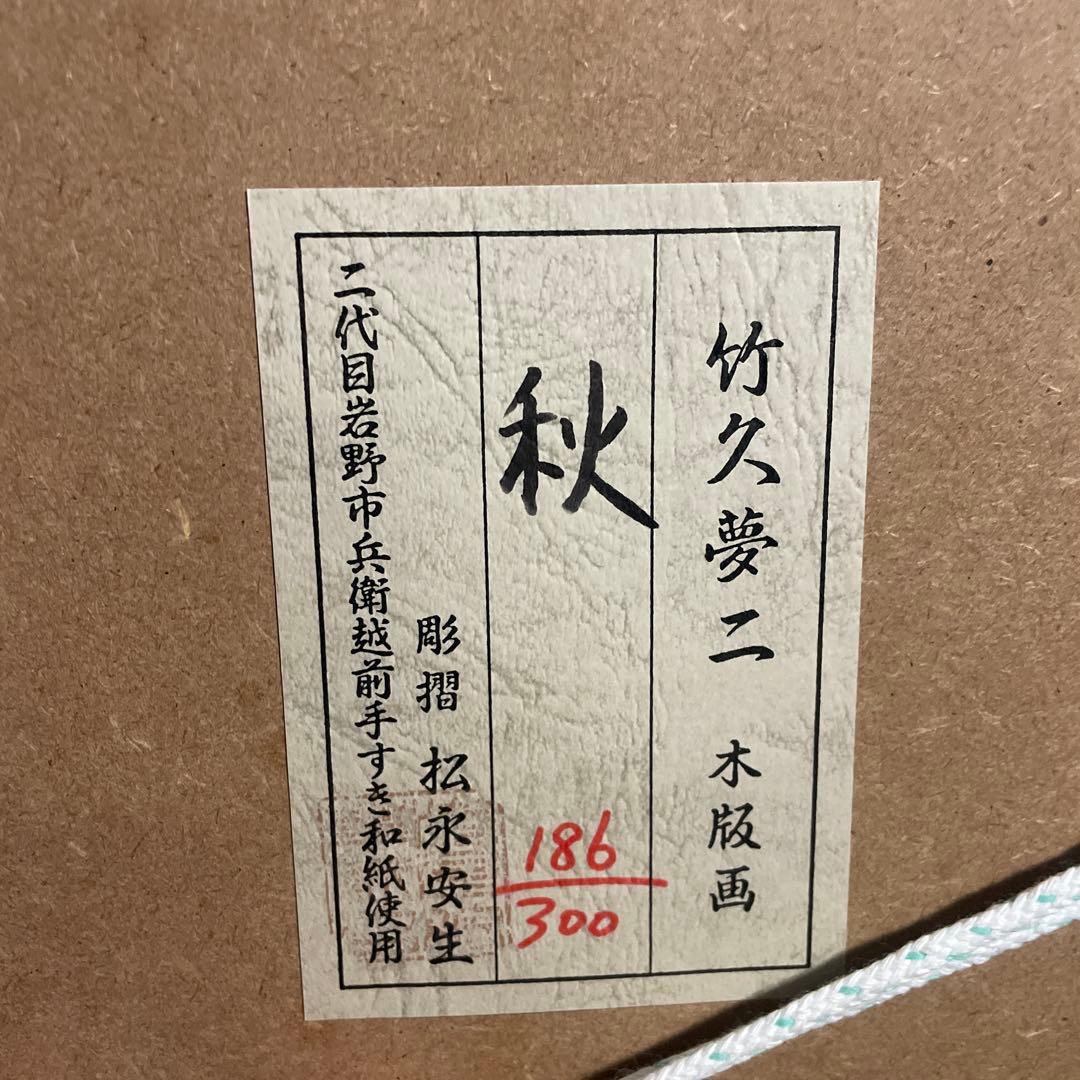 竹久夢二 木版画
秋
186
300
彫摺 松永安生
二代目岩野市兵衛越前手すき和紙使用